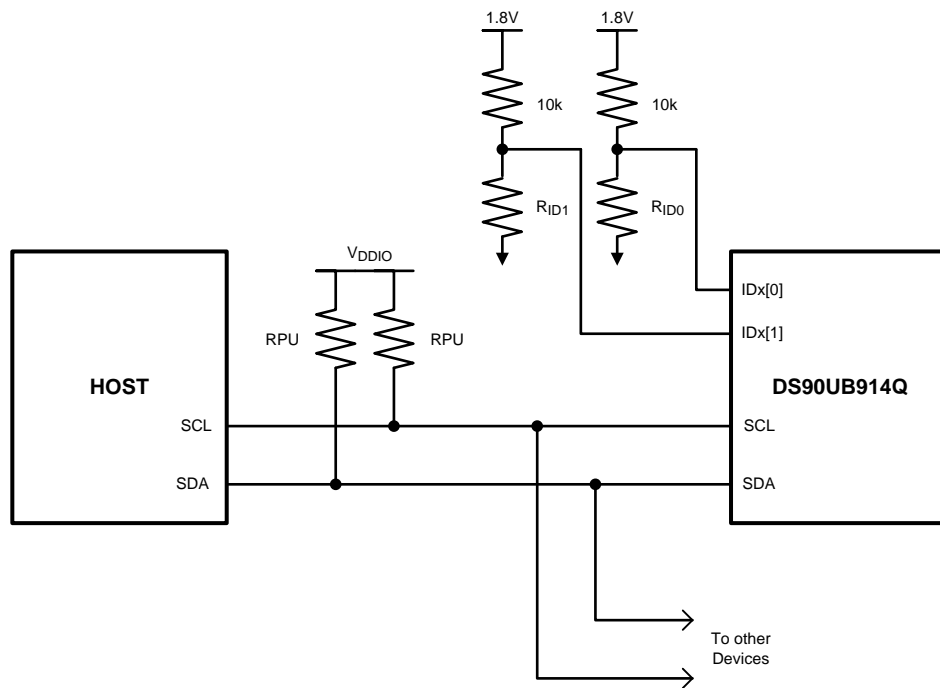 1.8V
1.8V
10k
10k
RID1
RID0
VDDIO
RPU
RPU
IDx[0]
IDx[1]
HOST
DS90UB914Q
SCL
SCL
SDA
SDA
To other
Devices